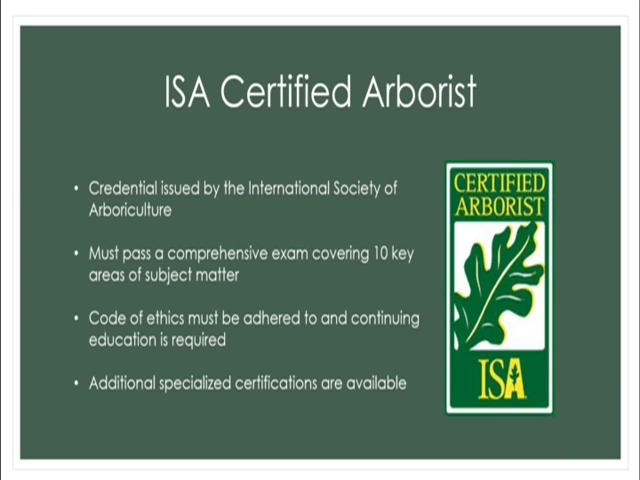 ISA Certified Arborist
• Credential issued by the International Society of
Arboriculture
• Must pass a comprehensive exam covering 10 key
areas of subject matter
• Code of ethics must be adhered to and continuing
education is required
• Additional specialized certifications are available
CERTIFIED
ARBORIST
ISA